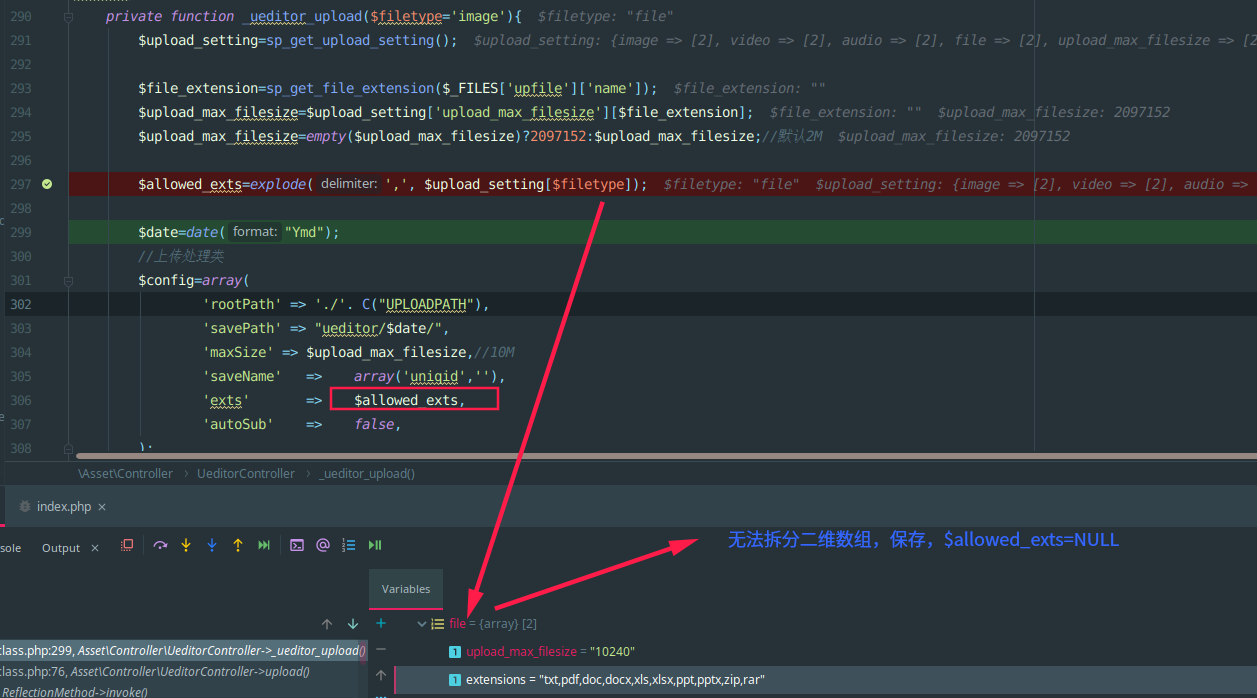 290 private function _ueditor_upload($filetype='image'){ $filetype: "file"
291 $upload_setting=sp_get_upload_setting(); $upload_setting: {image => [2], video => [2], audio => [2], file => [2], upload_max_filesize => [2
292
293 $file_extension=sp_get_file_extension($_FILES['upfile']['name']); $file_extension: ""
294 $upload_max_filesize=$upload_setting['upload_max_filesize'][$file_extension]; $file_extension: "" $upload_max_filesize: 2097152
295 $upload_max_filesize=empty($upload_max_filesize)?2097152:$upload_max_filesize;//默认2M $upload_max_filesize: 2097152
296
297 $allowed_exts=explode( delimiter: ',', $upload_setting[$filetype]); $filetype: "file" $upload_setting: {image => [2], video => [2], audio =>
298
299 $date=date( format: "Ymd");
300 //上传处理类
301 $config=array(
302 'rootPath' => './'. C("UPLOADPATH"),
303 'savePath' => "ueditor/$date/",
304 'maxSize' => $upload_max_filesize,//10M
305 'saveName' => array('uniqid',''),
306 'exts' => $allowed_exts,
307 'autoSub' => false,
308 );
\Asset\Controller › UeditorController › _ueditor_upload()
index.php ×
sole Output ×
无法拆分二维数组，保存，$allowed_exts=NULL
Variables
file = {array} [2]
class.php:299, Asset\Controller\UeditorController->_ueditor_upload()
upload_max_filesize = "10240"
class.php:76, Asset\Controller\UeditorController->upload()
extensions = "txt,pdf,doc,docx,xls,xlsx,ppt,pptx,zip,rar"
ReflectionMethod->invoke()